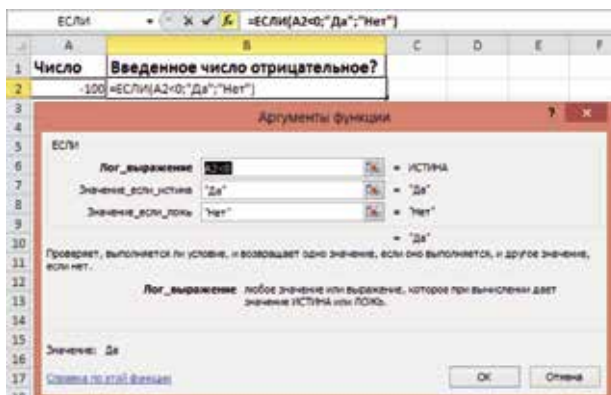 ЕСЛИ =ЕСЛИ(A2<0;"Да";"Нет")
A B C D E F
1 Число Введенное число отрицательное?
2 -100 =ЕСЛИ(A2<0;"Да";"Нет")
3
Аргументы функции ? ×
4
5 ЕСЛИ
6 Лог_выражение A2<0 = ИСТИНА
7 Значение_если_истина "Да" = "Да"
8 Значение_если_ложь "Нет" = "Нет"
9
10 = "Да"
11 Проверяет, выполняется ли условие, и возвращает одно значение, если оно выполняется, и другое значение,
если нет.
12 Лог_выражение любое значение или выражение, которое при вычислении дает
13 значение ИСТИНА или ЛОЖЬ.
14
15
16 Значение: Да
17 Справка по этой функции ОК Отмена